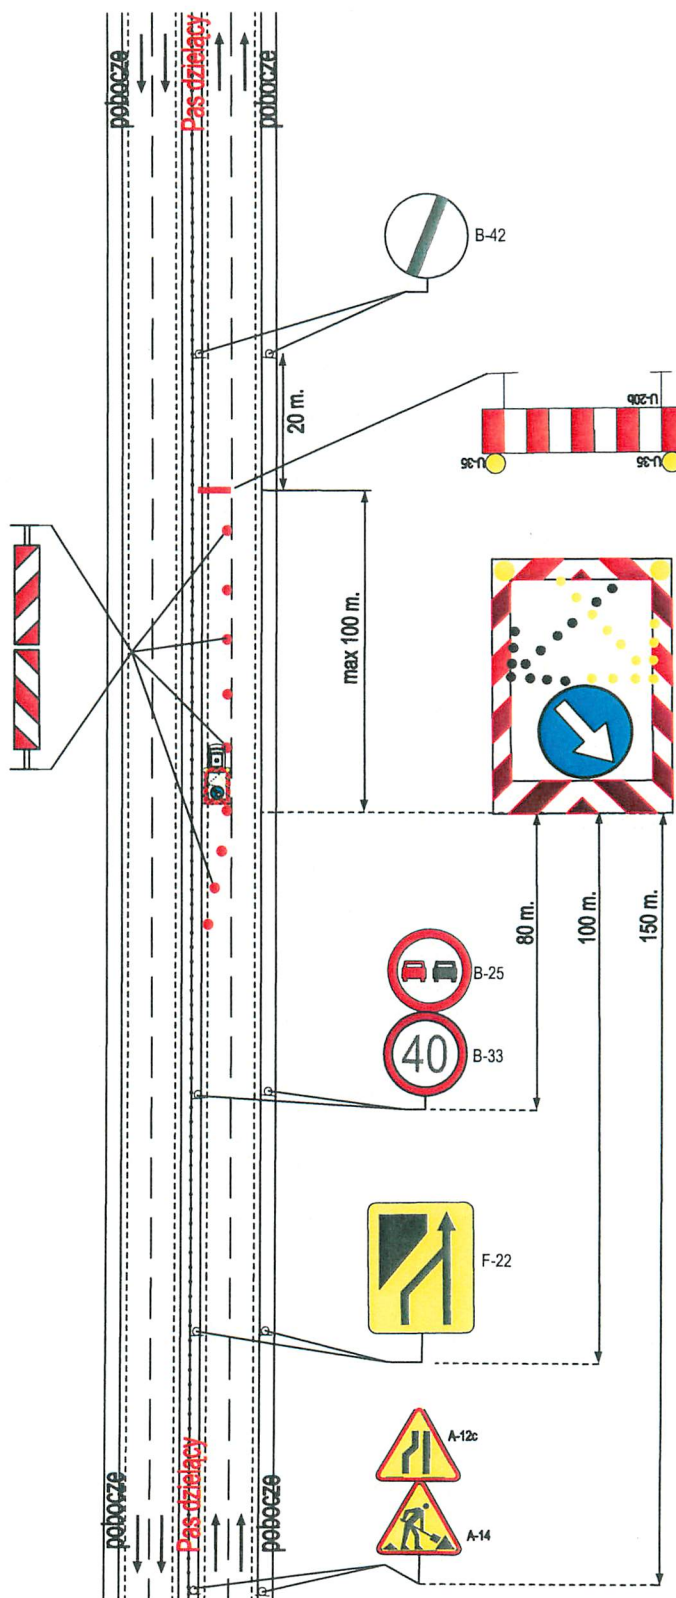 pobocze
Pas dzielący
pobocze
B-42
20 m.
U-20b
U-35
U-35
max 100 m.
80 m.
100 m.
150 m.
B-25
40
B-33
F-22
A-12c
A-14
pobocze
Pas dzielący
pobocze